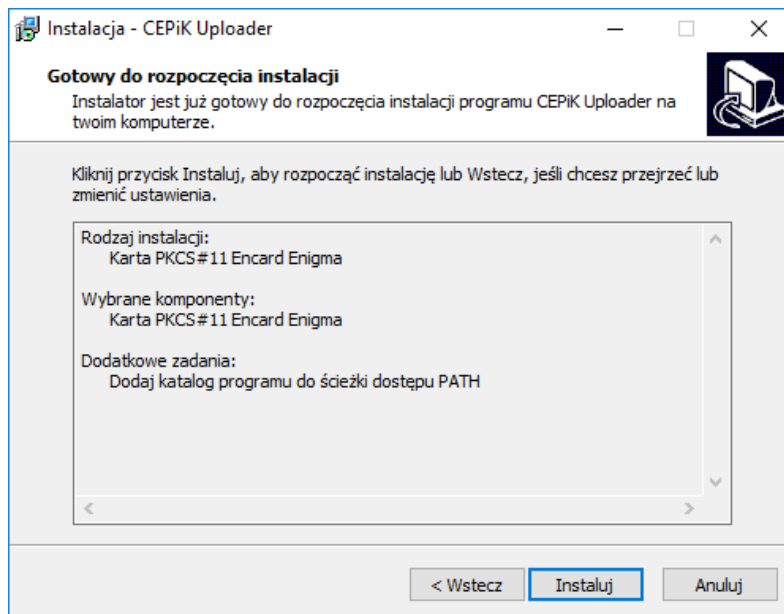 Instalacja - CEPiK Uploader
Gotowy do rozpoczęcia instalacji
Instalator jest już gotowy do rozpoczęcia instalacji programu CEPiK Uploader na
twoim komputerze.
Kliknij przycisk Instaluj, aby rozpocząć instalację lub Wstecz, jeśli chcesz przejrzeć lub
zmienić ustawienia.
Rodzaj instalacji:
Karta PKCS#11 Encard Enigma
Wybrane komponenty:
Karta PKCS#11 Encard Enigma
Dodatkowe zadania:
Dodaj katalog programu do ścieżki dostępu PATH
< Wstecz Instaluj Anuluj